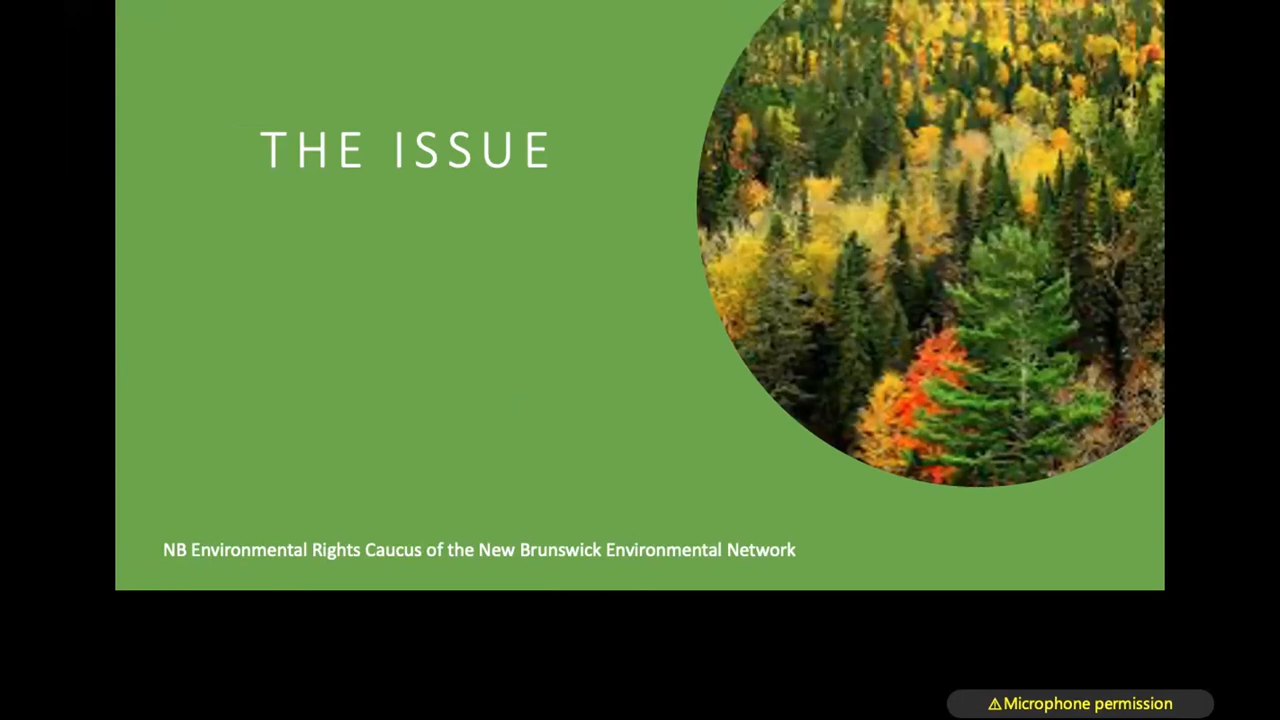 THE ISSUE
NB Environmental Rights Caucus of the New Brunswick Environmental Network
⚠Microphone permission